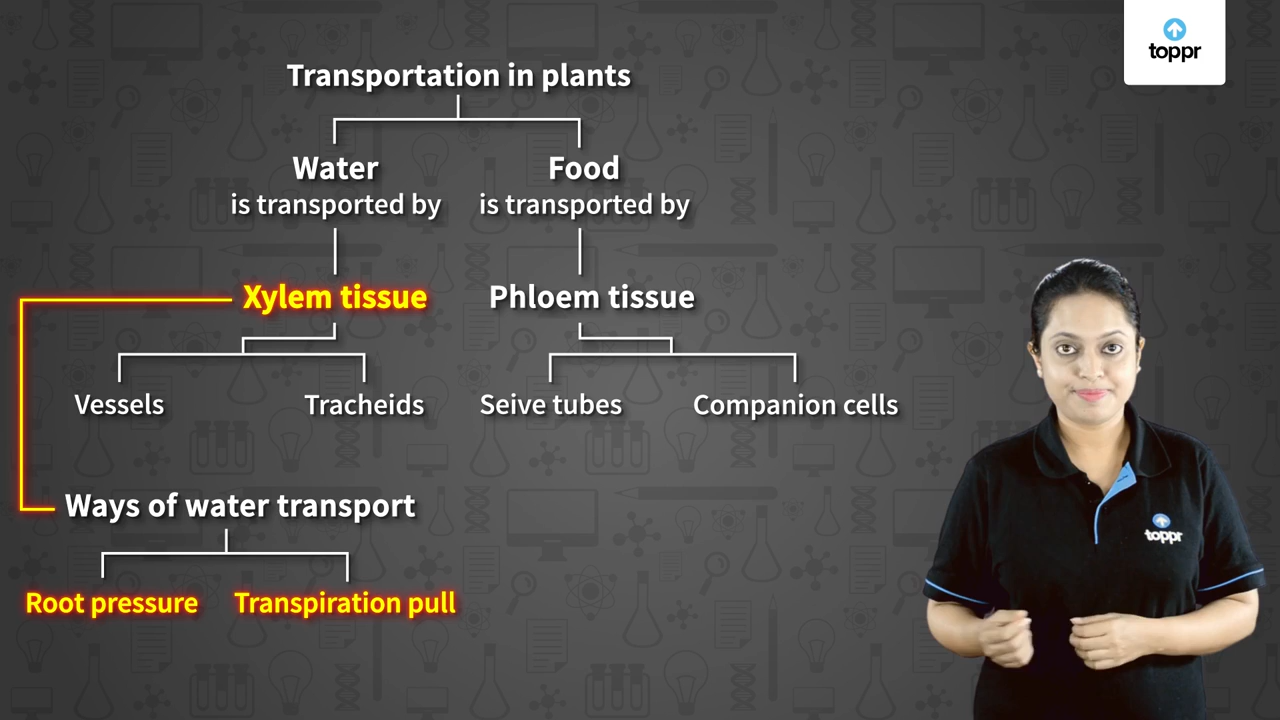 toppr
Transportation in plants
Water
is transported by
Food
is transported by
Xylem tissue
Phloem tissue
Vessels
Tracheids
Seive tubes
Companion cells
Ways of water transport
Root pressure
Transpiration pull
toppr